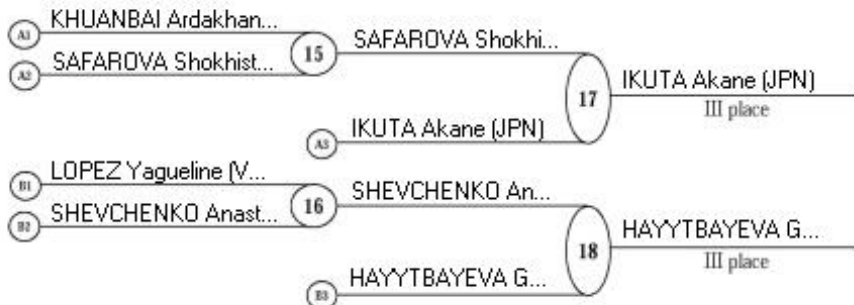 A1 KHUANBAI Ardakhan...
A2 SAFAROVA Shokhist...
15 SAFAROVA Shokhi...
A3 IKUTA Akane (JPN)
17 IKUTA Akane (JPN)
III place
B1 LOPEZ Yagueline (V...
B2 SHEVCHENKO Anast...
16 SHEVCHENKO An...
B3 HAYYTBAYEVA G...
18 HAYYTBAYEVA G...
III place